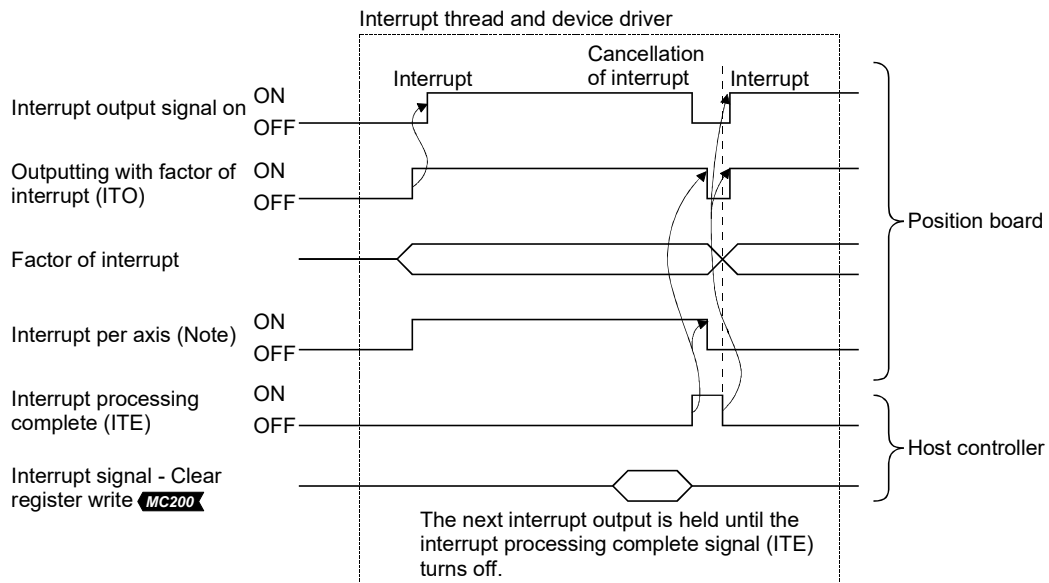 Interrupt thread and device driver
Cancellation
of interrupt
Interrupt
Interrupt
Interrupt output signal on
ON
OFF
Outputting with factor of
interrupt (ITO)
ON
OFF
Position board
Factor of interrupt
Interrupt per axis (Note)
ON
OFF
Interrupt processing
complete (ITE)
ON
OFF
Host controller
Interrupt signal - Clear
register write MC200
The next interrupt output is held until the
interrupt processing complete signal (ITE)
turns off.